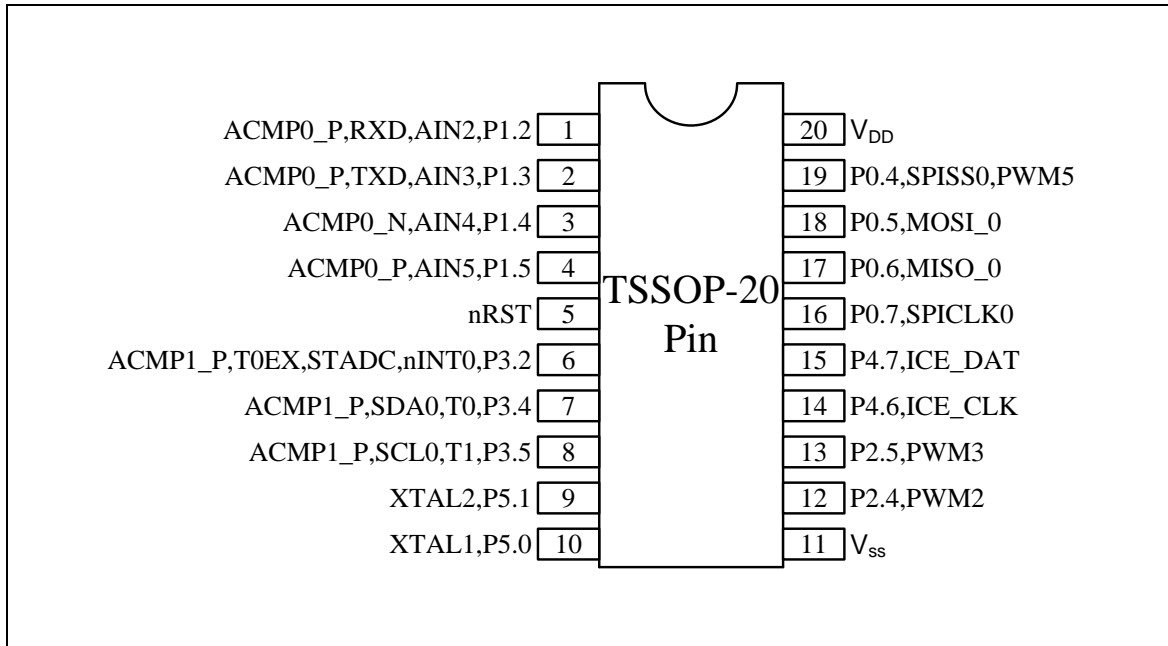 ACMP0_P,RXD,AIN2,P1.2 1
ACMP0_P,TXD,AIN3,P1.3 2
ACMP0_N,AIN4,P1.4 3
ACMP0_P,AIN5,P1.5 4
nRST 5
ACMP1_P,T0EX,STADC,nINT0,P3.2 6
ACMP1_P,SDA0,T0,P3.4 7
ACMP1_P,SCL0,T1,P3.5 8
XTAL2,P5.1 9
XTAL1,P5.0 10
TSSOP-20
Pin
20 VDD
19 P0.4,SPISS0,PWM5
18 P0.5,MOSI_0
17 P0.6,MISO_0
16 P0.7,SPICLK0
15 P4.7,ICE_DAT
14 P4.6,ICE_CLK
13 P2.5,PWM3
12 P2.4,PWM2
11 Vss